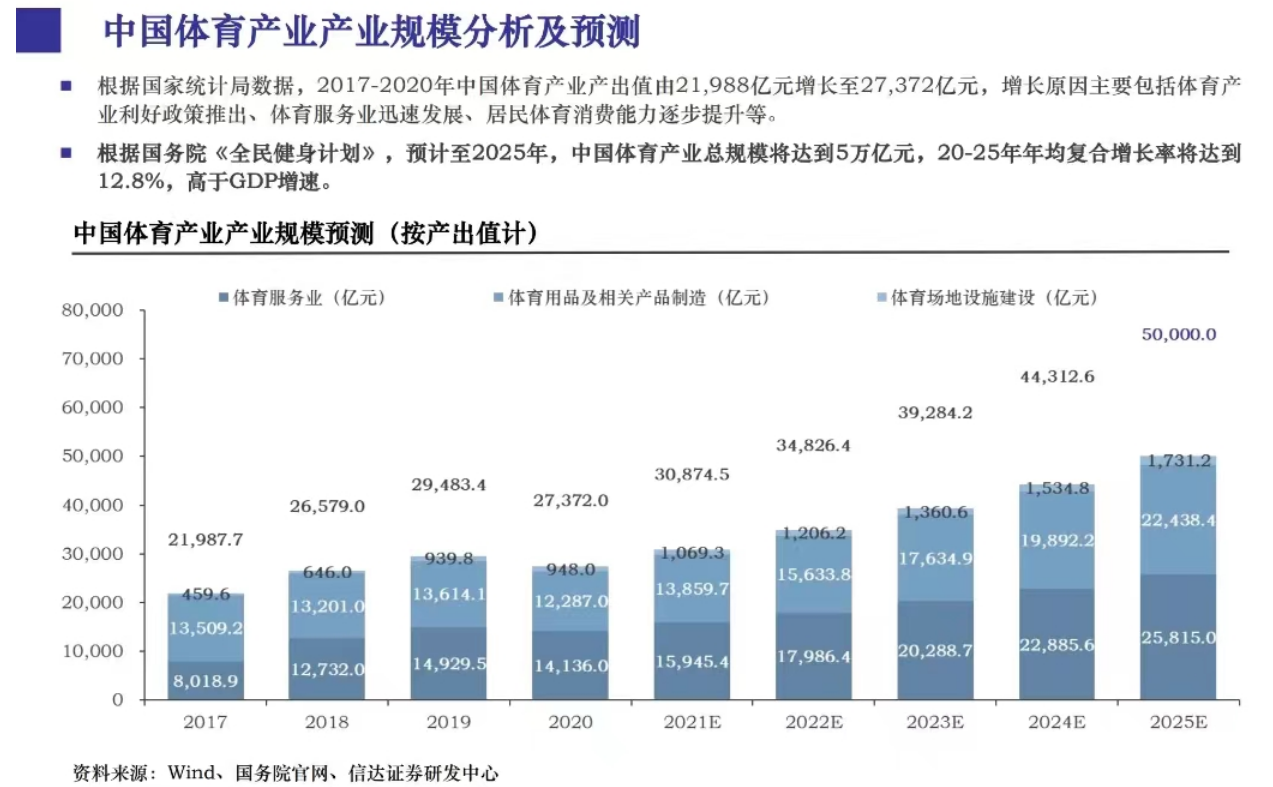 中国体育产业产业规模分析及预测
根据国家统计局数据，2017-2020年中国体育产业产出值由21,988亿元增长至27,372亿元，增长原因主要包括体育产
业利好政策推出、体育服务业迅速发展、居民体育消费能力逐步提升等。
根据国务院《全民健身计划》，预计至2025年，中国体育产业总规模将达到5万亿元，20-25年年均复合增长率将达到
12.8%，高于GDP增速。
中国体育产业产业规模预测（按产出值计）
体育服务业（亿元） 体育用品及相关产品制造（亿元） 体育场地设施建设（亿元）
80,000
70,000
60,000
50,000
40,000
30,000
20,000
10,000
0
21,987.7 26,579.0 29,483.4 27,372.0 30,874.5 34,826.4 39,284.2 44,312.6 50,000.0
459.6 646.0 939.8 948.0 1,069.3 1,206.2 1,360.6 1,534.8 1,731.2
13,509.2 13,201.0 13,614.1 12,287.0 13,859.7 15,633.8 17,634.9 19,892.2 22,438.4
8,018.9 12,732.0 14,929.5 14,136.0 15,945.4 17,986.4 20,288.7 22,885.6 25,815.0
2017 2018 2019 2020 2021E 2022E 2023E 2024E 2025E
资料来源：Wind、国务院官网、信达证券研发中心